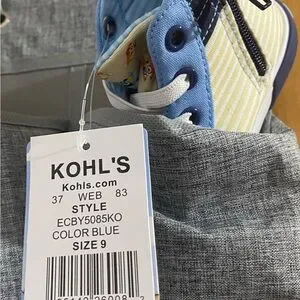 KOHL'S
Kohls.com
37 WEB 83
STYLE
ECBY5085KO
COLOR BLUE
SIZE 9